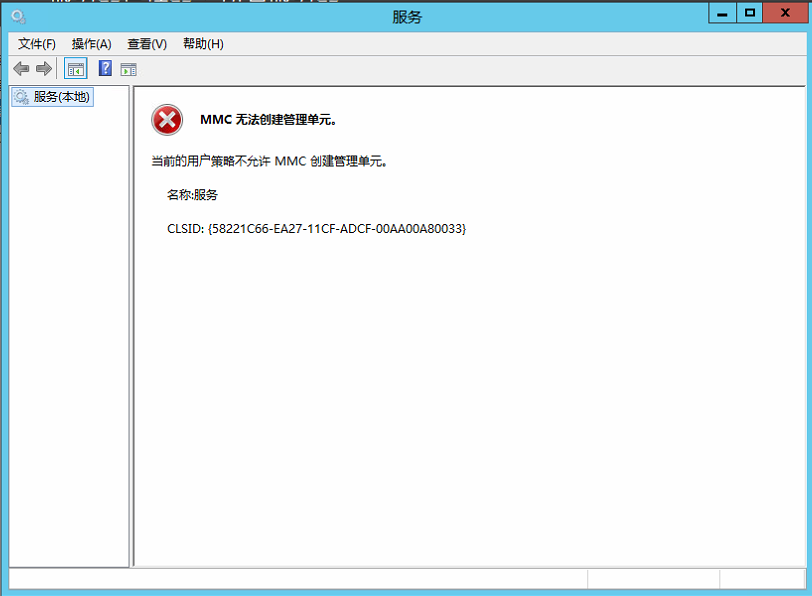 服务
文件(F) 操作(A) 查看(V) 帮助(H)
服务(本地)
MMC 无法创建管理单元。
当前的用户策略不允许 MMC 创建管理单元。
名称:服务
CLSID: {58221C66-EA27-11CF-ADCF-00AA00A80033}